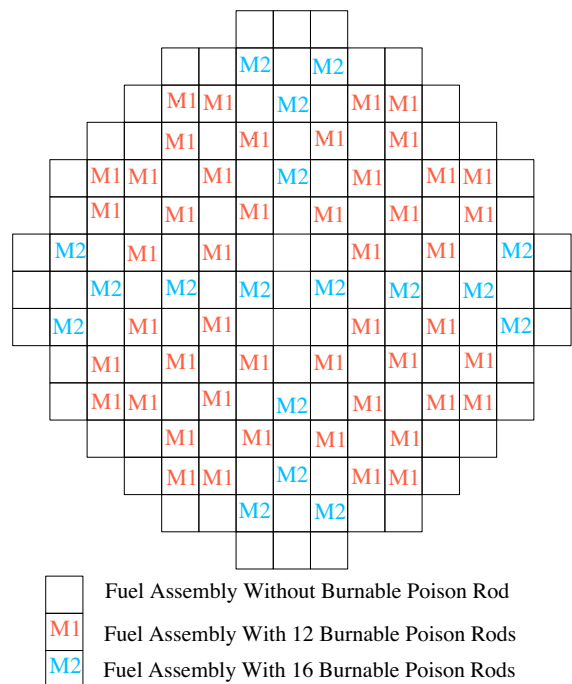 M2 M2
M1 M1 M2 M1 M1
M1 M1 M1 M1
M1 M1 M1 M2 M1 M1 M1
M1 M1 M1 M1 M1 M1
M2 M1 M1 M1 M1 M2
M2 M2 M2 M2 M2 M2
M2 M1 M1 M1 M1 M2
M1 M1 M1 M1 M1 M1
M1 M1 M1 M2 M1 M1 M1
M1 M1 M1 M1
M1 M1 M2 M1 M1
M2 M2
Fuel Assembly Without Burnable Poison Rod
M1 Fuel Assembly With 12 Burnable Poison Rods
M2 Fuel Assembly With 16 Burnable Poison Rods